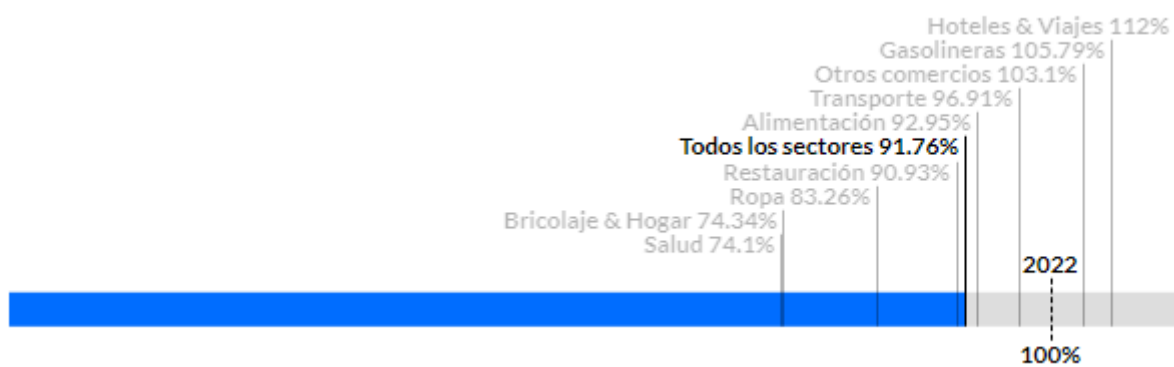 Hoteles & Viajes 112%
Gasolineras 105.79%
Otros comercios 103.1%
Transporte 96.91%
Alimentación 92.95%
Todos los sectores 91.76%
Restauración 90.93%
Ropa 83.26%
Bricolaje & Hogar 74.34%
Salud 74.1%
2022
100%